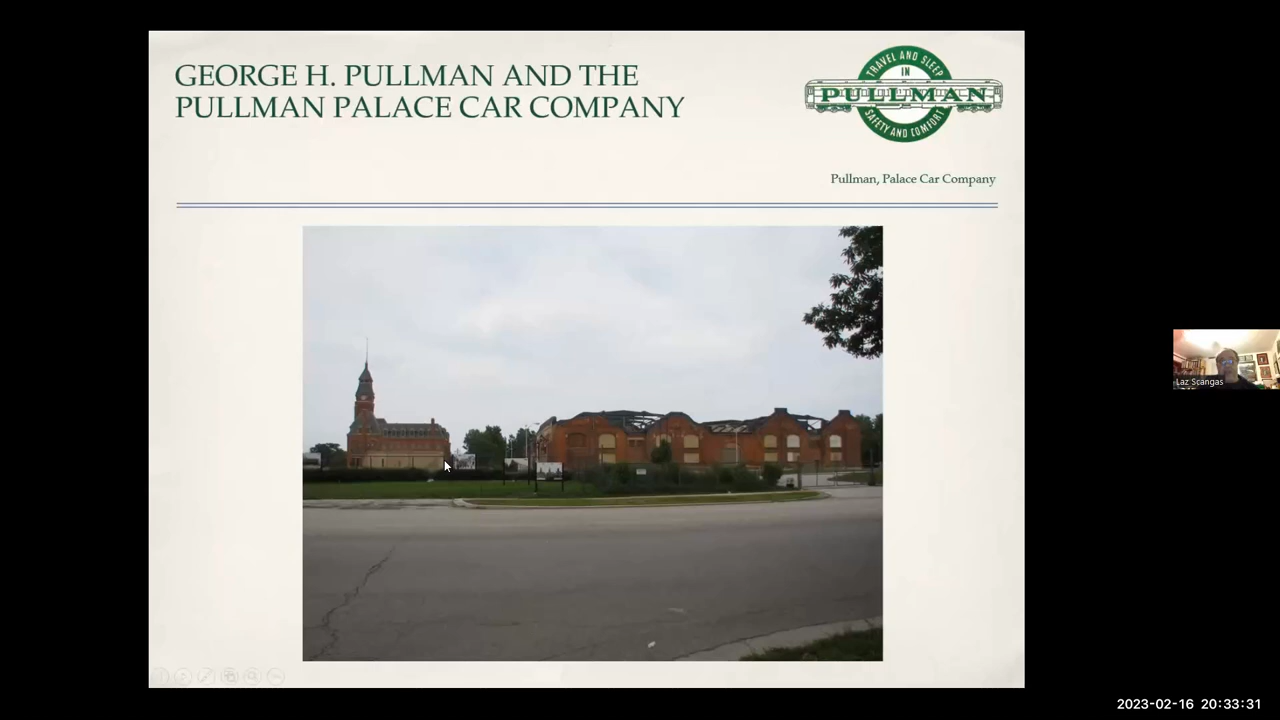 GEORGE H. PULLMAN AND THE
PULLMAN PALACE CAR COMPANY
TRAVEL AND SLEEP
IN
PULLMAN
SAFETY AND COMFORT
Pullman, Palace Car Company
Laz Scangas
2023-02-16 20:33:31